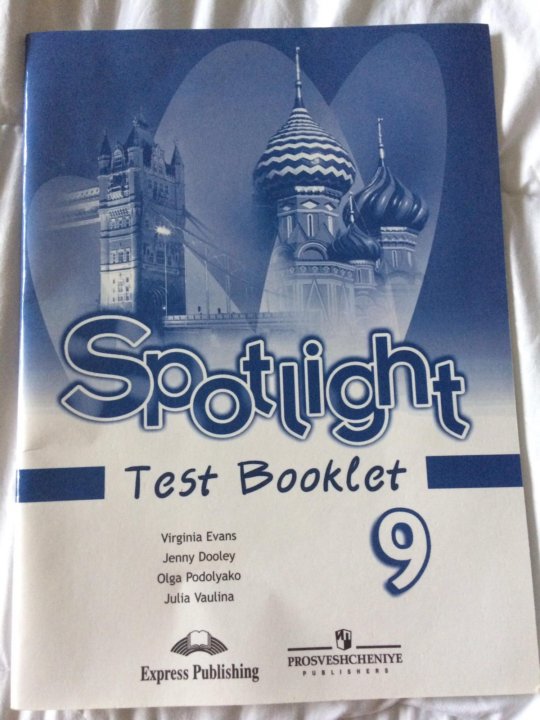 Spotlight
Test Booklet
9
Virginia Evans
Jenny Dooley
Olga Podolyako
Julia Vaulina
Express Publishing
PROSVESHCHENIYE
PUBLISHERS